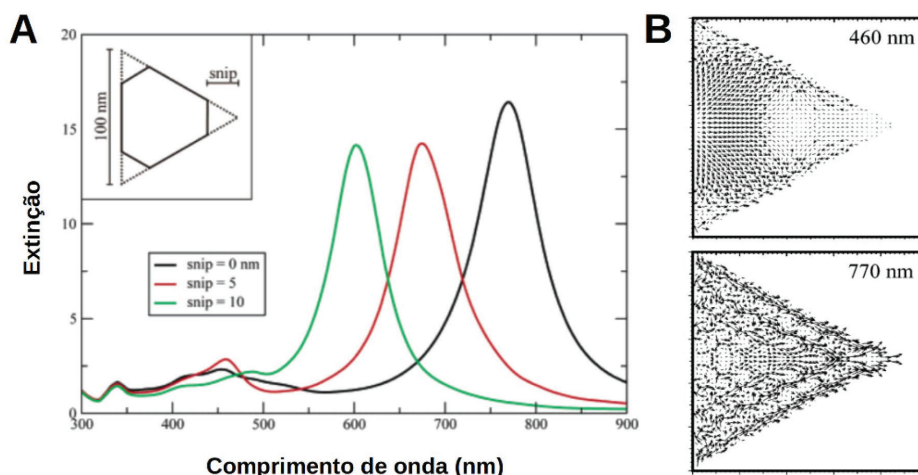 A
Extinção
20
15
10
5
0
100 nm
snip
snip = 0 nm
snip = 5
snip = 10
300
400
500
600
700
800
900
Comprimento de onda (nm)
B
460 nm
770 nm